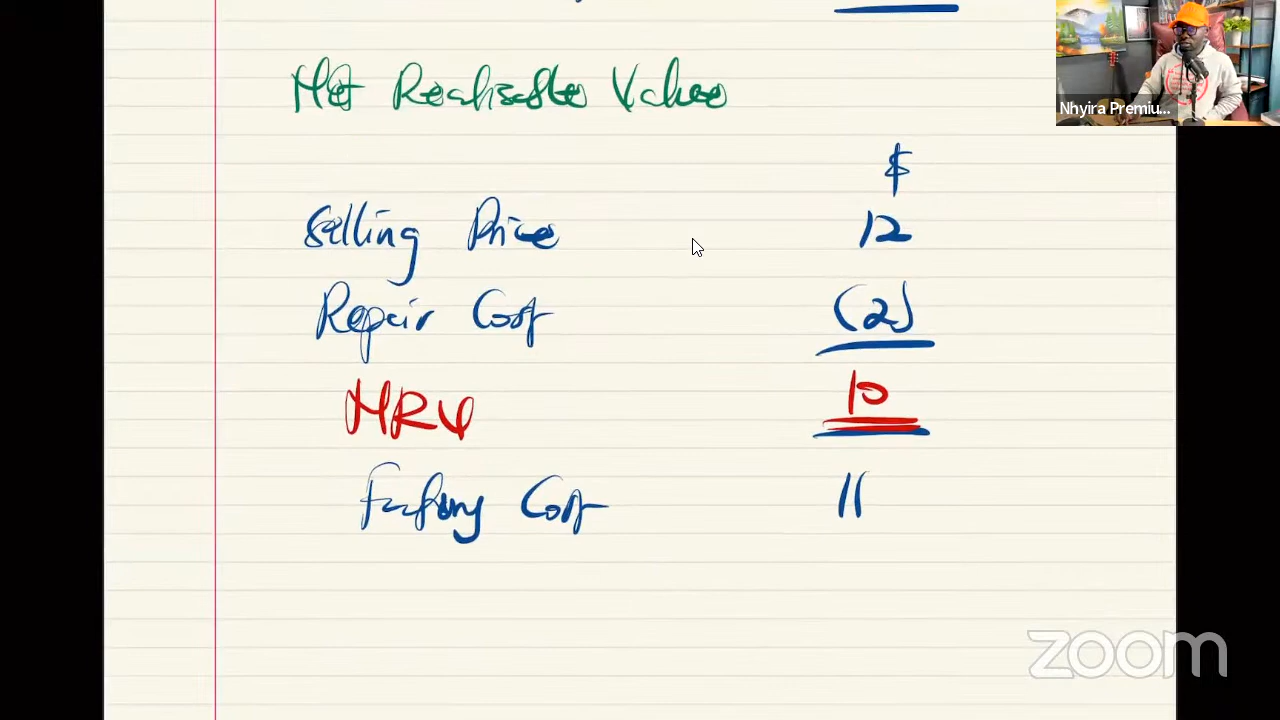 Net Realisable Value
$
Selling Price 12
Repair Cost (2)
NRV 10
Factory Cost 11
Nhyira Premiu...
zoom